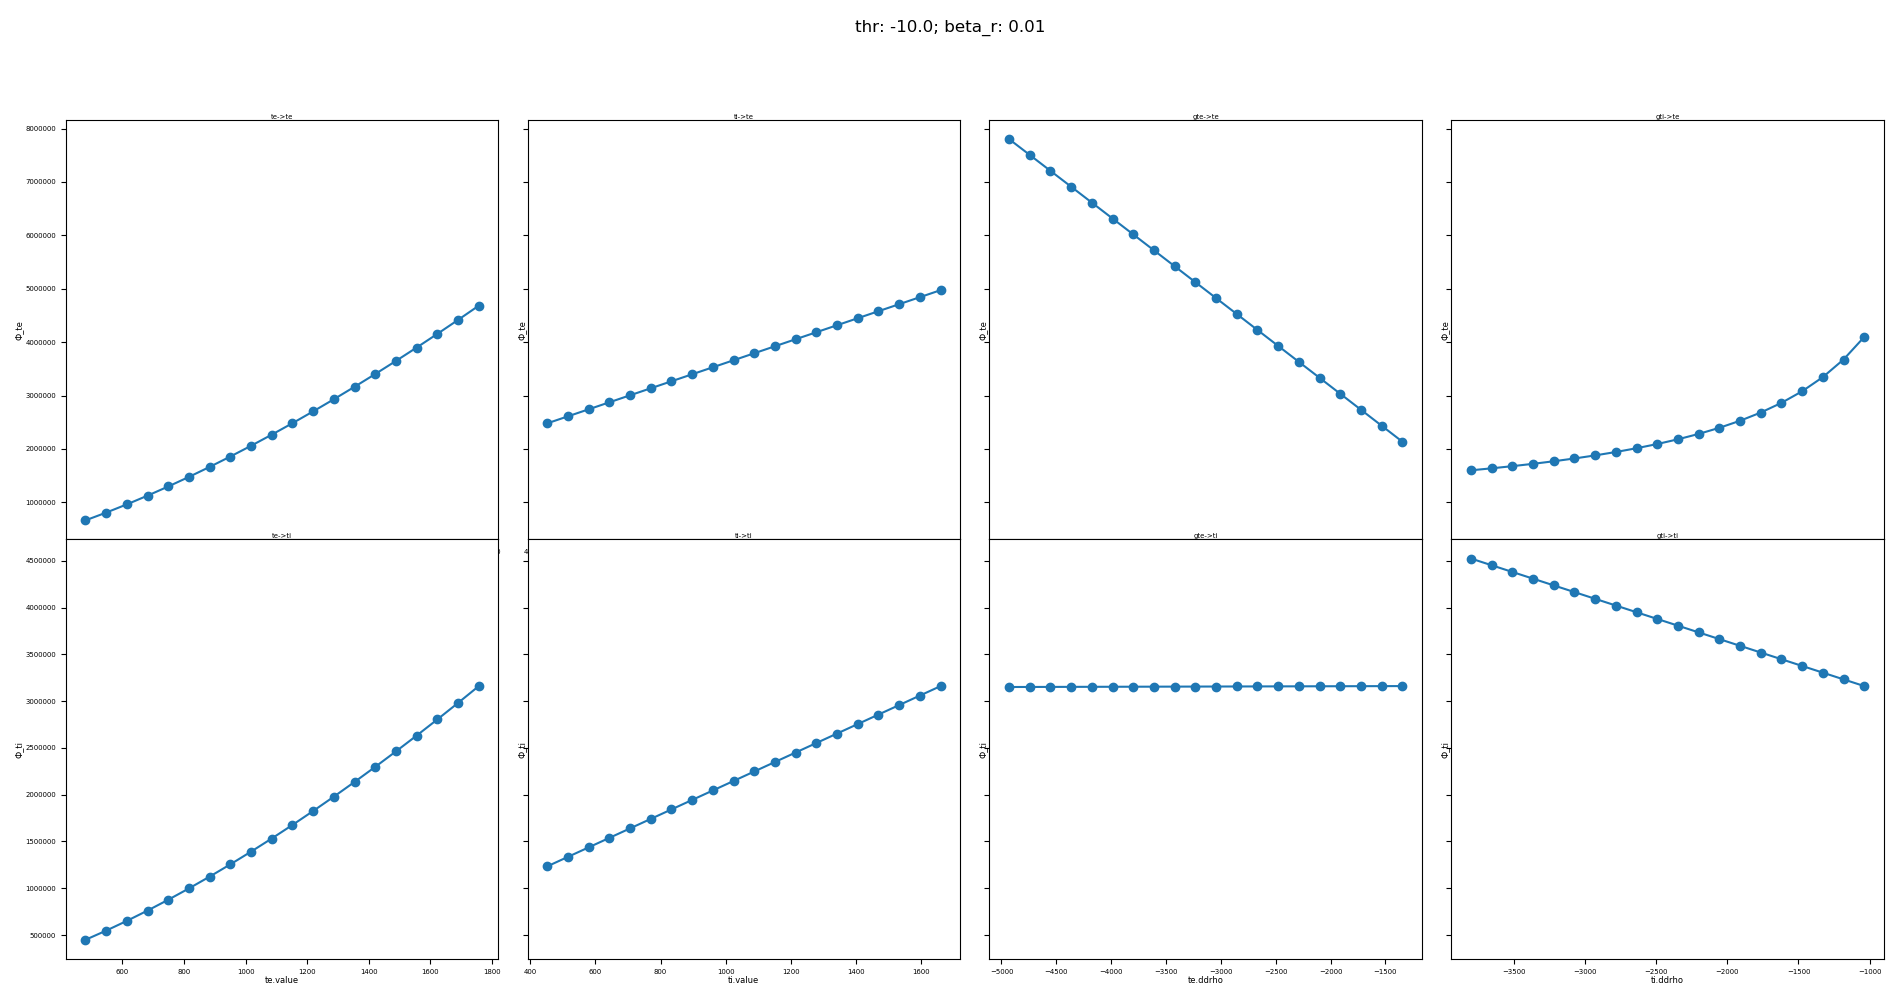 thr: -10.0; beta_r: 0.01
te->te
ti->te
gte->te
gti->te
8000000
7000000
6000000
5000000
4000000
3000000
2000000
1000000
Φ_te
Φ_te
Φ_te
Φ_te
te->ti
ti->ti
gte->ti
gti->ti
4500000
4000000
3500000
3000000
2500000
2000000
1500000
1000000
500000
Φ_ti
Φ_ti
Φ_ti
Φ_ti
600 800 1000 1200 1400 1600 1800
400 600 800 1000 1200 1400 1600
−5000 −4500 −4000 −3500 −3000 −2500 −2000 −1500
−3500 −3000 −2500 −2000 −1500 −1000
te.value
ti.value
te.ddrho
ti.ddrho